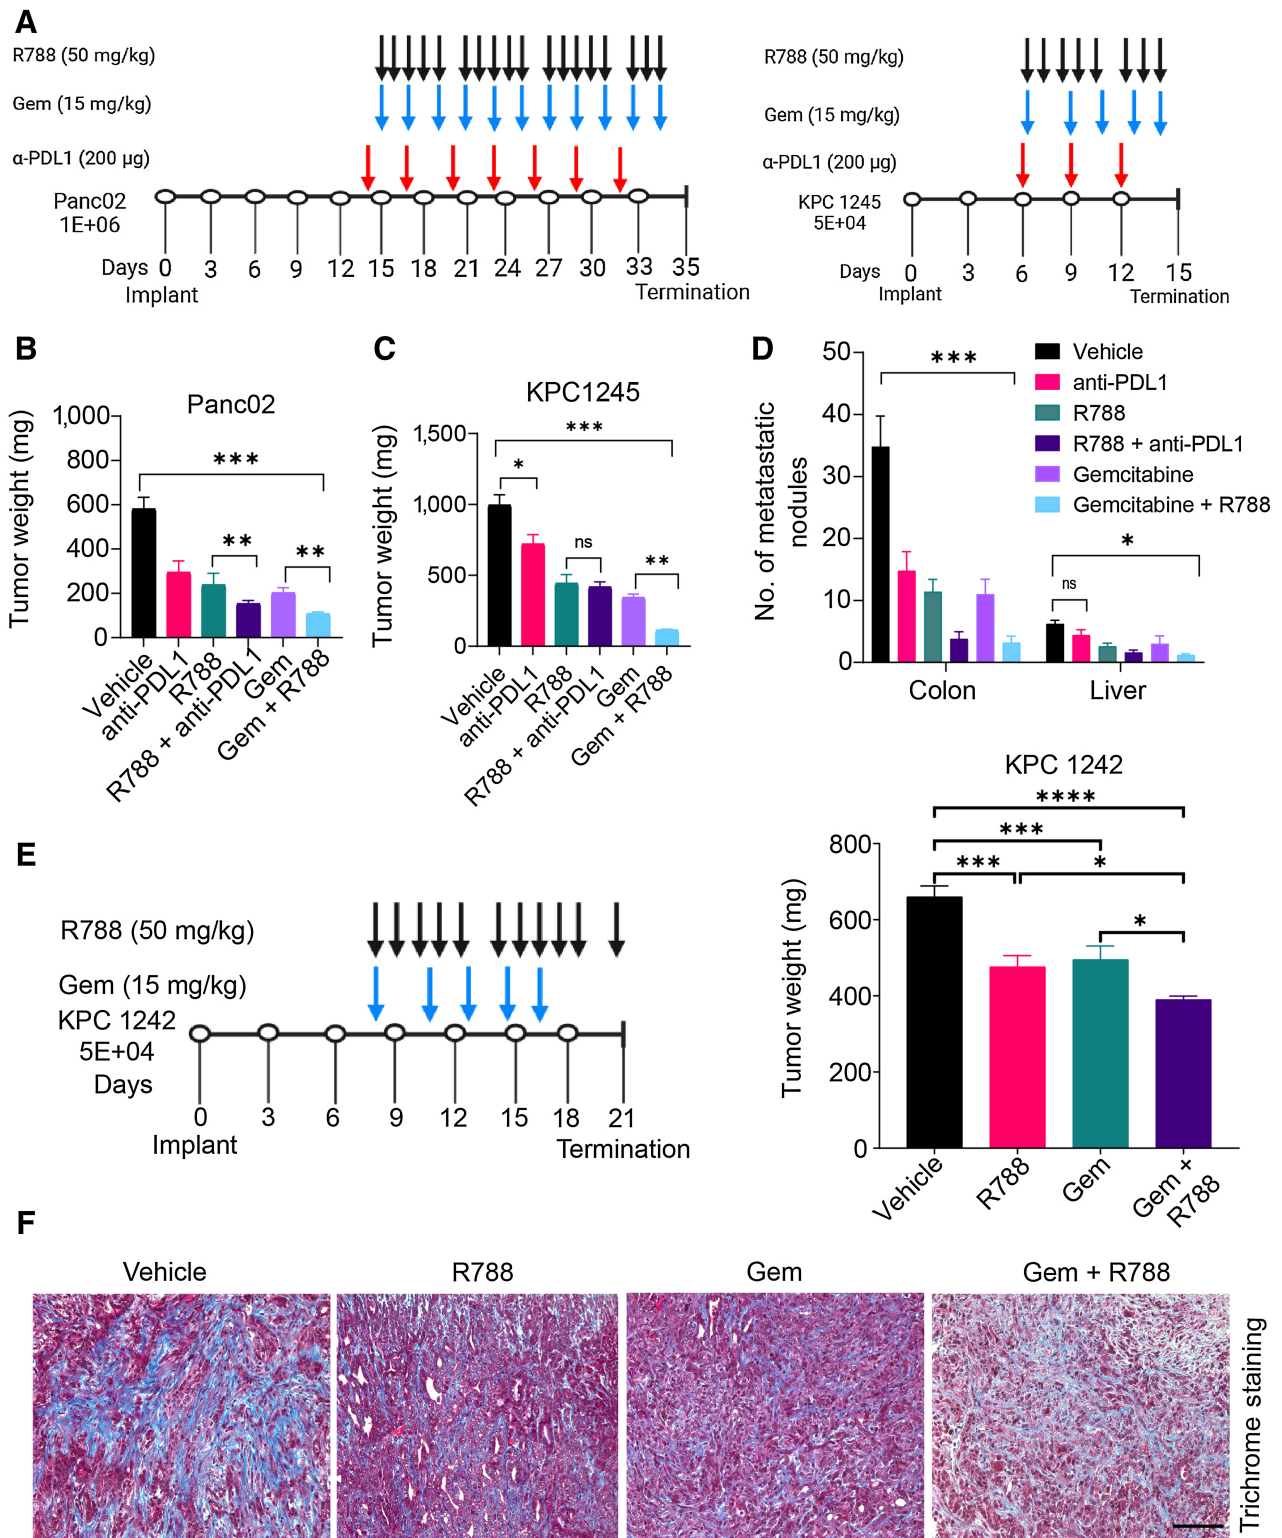 A
R788 (50 mg/kg)
Gem (15 mg/kg)
α-PDL1 (200 µg)
Panc02
1E+06
Days 0 3 6 9 12 15 18 21 24 27 30 33 35
Implant Termination
R788 (50 mg/kg)
Gem (15 mg/kg)
α-PDL1 (200 µg)
KPC 1245
5E+04
Days 0 3 6 9 12 15
Implant Termination
B
Panc02
Tumor weight (mg)
1,000
800
600
400
200
0
***
**
**
Vehicle
anti-PDL1
R788
R788 + anti-PDL1
Gem
Gem + R788
C
KPC1245
Tumor weight (mg)
1,500
1,000
500
0
***
*
ns
**
Vehicle
anti-PDL1
R788
R788 + anti-PDL1
Gem
Gem + R788
D
No. of metastatic
nodules
50
40
30
20
10
0
***
*
ns
Colon Liver
Vehicle
anti-PDL1
R788
R788 + anti-PDL1
Gemcitabine
Gemcitabine + R788
E
R788 (50 mg/kg)
Gem (15 mg/kg)
KPC 1242
5E+04
Days
0 3 6 9 12 15 18 21
Implant Termination
KPC 1242
Tumor weight (mg)
800
600
400
200
0
****
***
*** *
*
Vehicle
R788
Gem
Gem +
R788
F
Vehicle R788 Gem Gem + R788
Trichrome staining